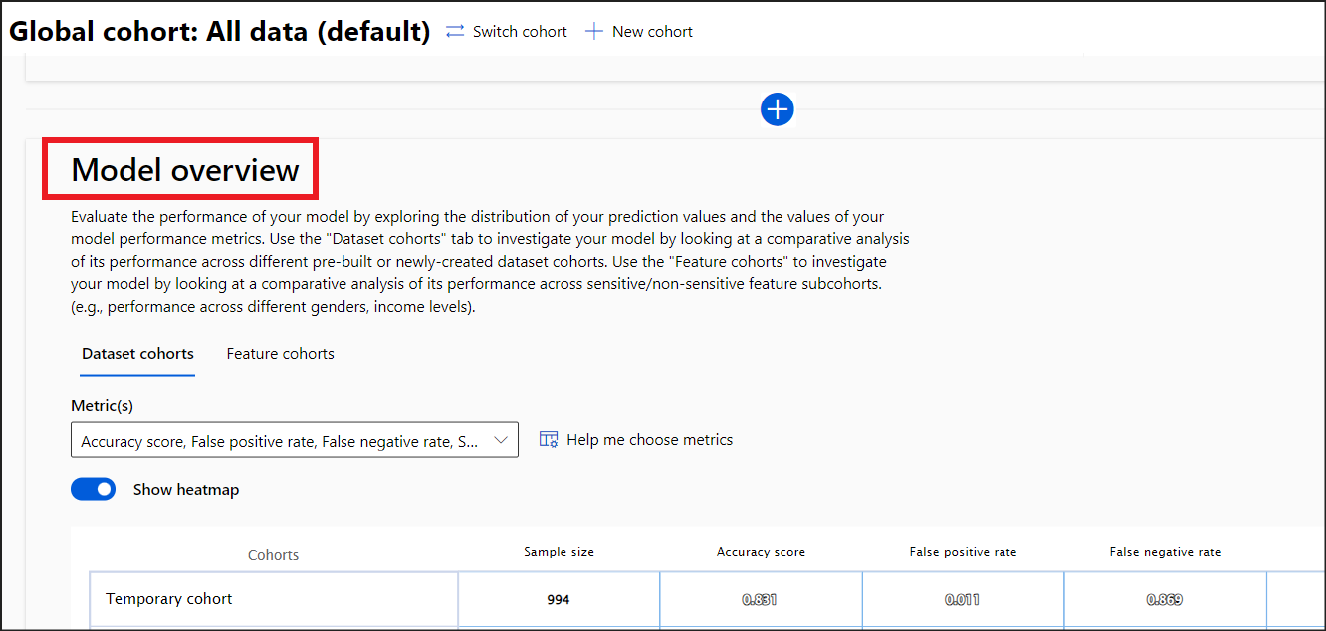 Global cohort: All data (default) Switch cohort New cohort
Model overview
Evaluate the performance of your model by exploring the distribution of your prediction values and the values of your
model performance metrics. Use the "Dataset cohorts" tab to investigate your model by looking at a comparative analysis
of its performance across different pre-built or newly-created dataset cohorts. Use the "Feature cohorts" to investigate
your model by looking at a comparative analysis of its performance across sensitive/non-sensitive feature subcohorts.
(e.g., performance across different genders, income levels).
Dataset cohorts Feature cohorts
Metric(s)
Accuracy score, False positive rate, False negative rate, S... Help me choose metrics
Show heatmap
Cohorts Sample size Accuracy score False positive rate False negative rate
Temporary cohort 994 0.831 0.011 0.869